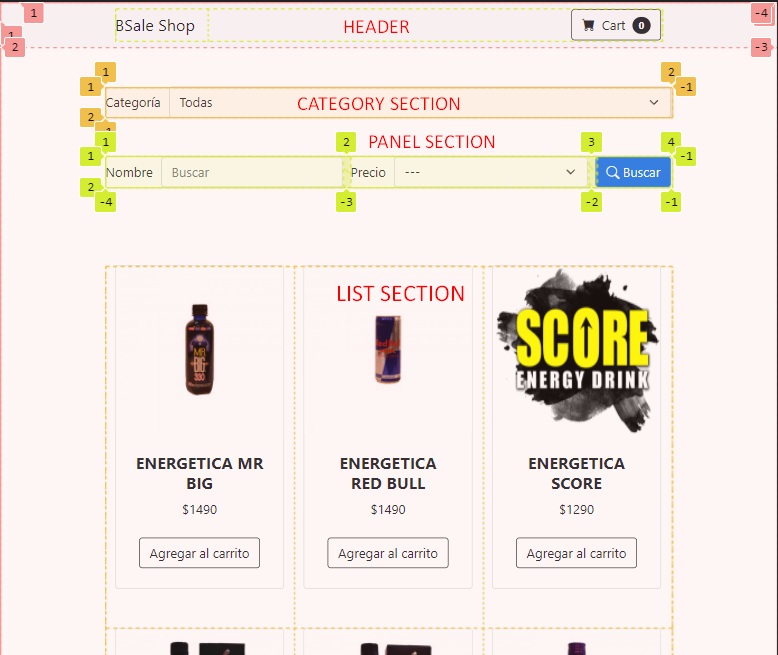 1
-4
1
2
-3
BSale Shop
HEADER
Cart 0
1
2
1
-1
Categoría
Todas
CATEGORY SECTION
2
-1
1
2
PANEL SECTION
3
4
1
-1
Nombre
Buscar
Precio
---
Buscar
2
-4
-3
-2
-1
LIST SECTION
MR
BIG
330
SCORE
ENERGY DRINK
ENERGETICA MR
BIG
ENERGETICA
RED BULL
ENERGETICA
SCORE
$1490
$1490
$1290
Agregar al carrito
Agregar al carrito
Agregar al carrito